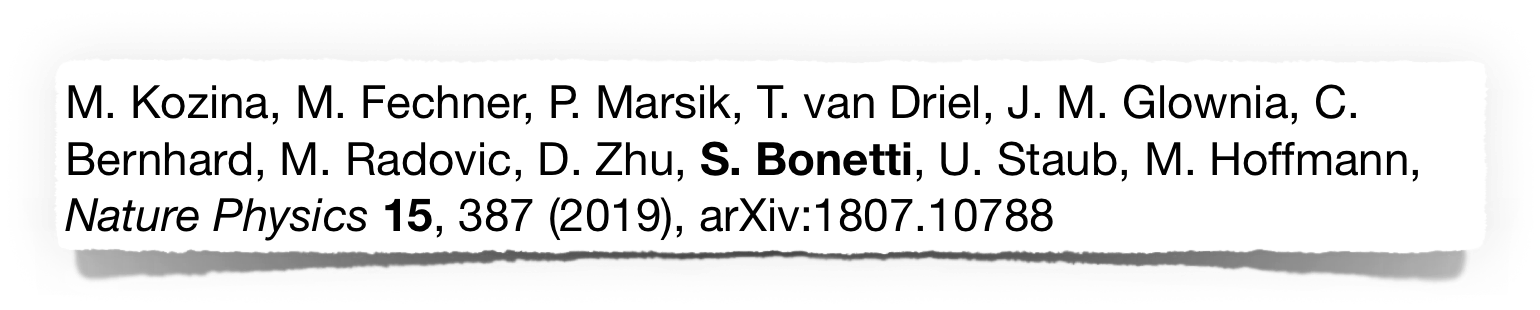 M. Kozina, M. Fechner, P. Marsik, T. van Driel, J. M. Glownia, C.
Bernhard, M. Radovic, D. Zhu, S. Bonetti, U. Staub, M. Hoffmann,
Nature Physics 15, 387 (2019), arXiv:1807.10788